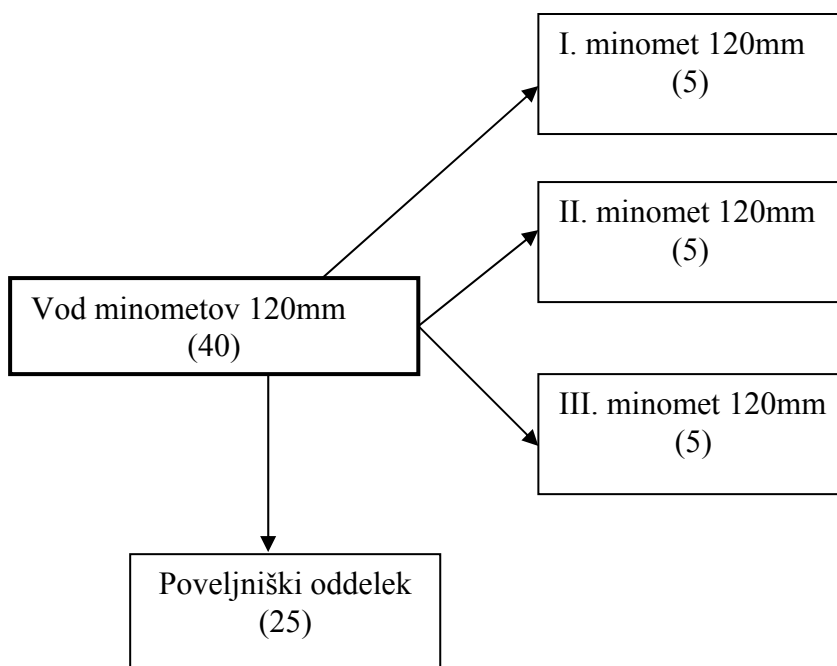 I. minomet 120mm
(5)
II. minomet 120mm
(5)
Vod minometov 120mm
(40)
III. minomet 120mm
(5)
Poveljniški oddelek
(25)